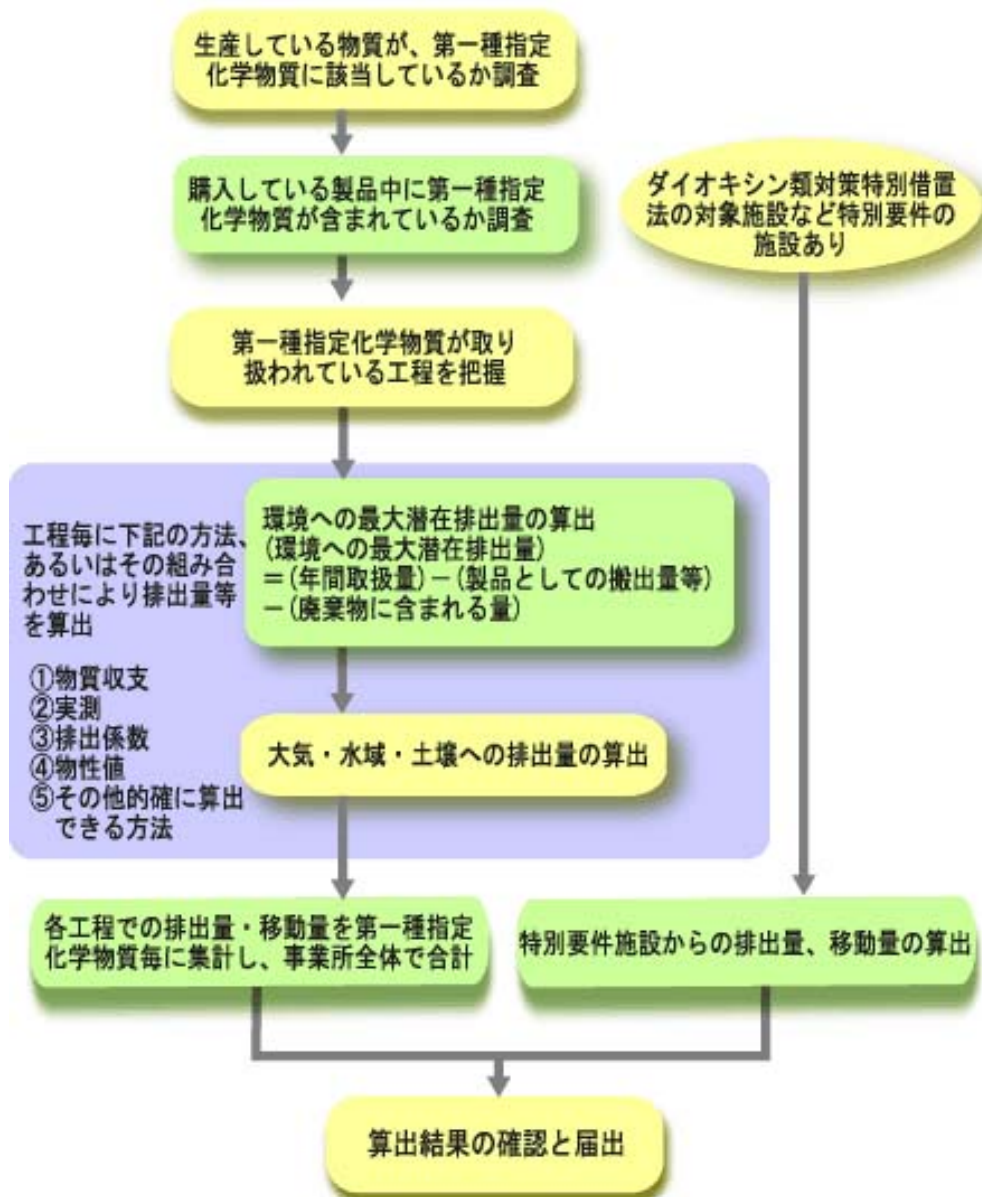 生産している物質が、第一種指定
化学物質に該当しているか調査
購入している製品中に第一種指定
化学物質が含まれているか調査
ダイオキシン類対策特別借置
法の対象施設など特別要件の
施設あり
第一種指定化学物質が取り
扱われている工程を把握
工程毎に下記の方法、
あるいはその組み合
わせにより排出量等
を算出
①物質収支
②実測
③排出係数
④物性値
⑤その他的確に算出
できる方法
環境への最大潜在排出量の算出
(環境への最大潜在排出量)
＝(年間取扱量)－(製品としての搬出量等)
－(廃棄物に含まれる量)
大気・水域・土壌への排出量の算出
各工程での排出量・移動量を第一種指定
化学物質毎に集計し、事業所全体で合計
特別要件施設からの排出量、移動量の算出
算出結果の確認と届出